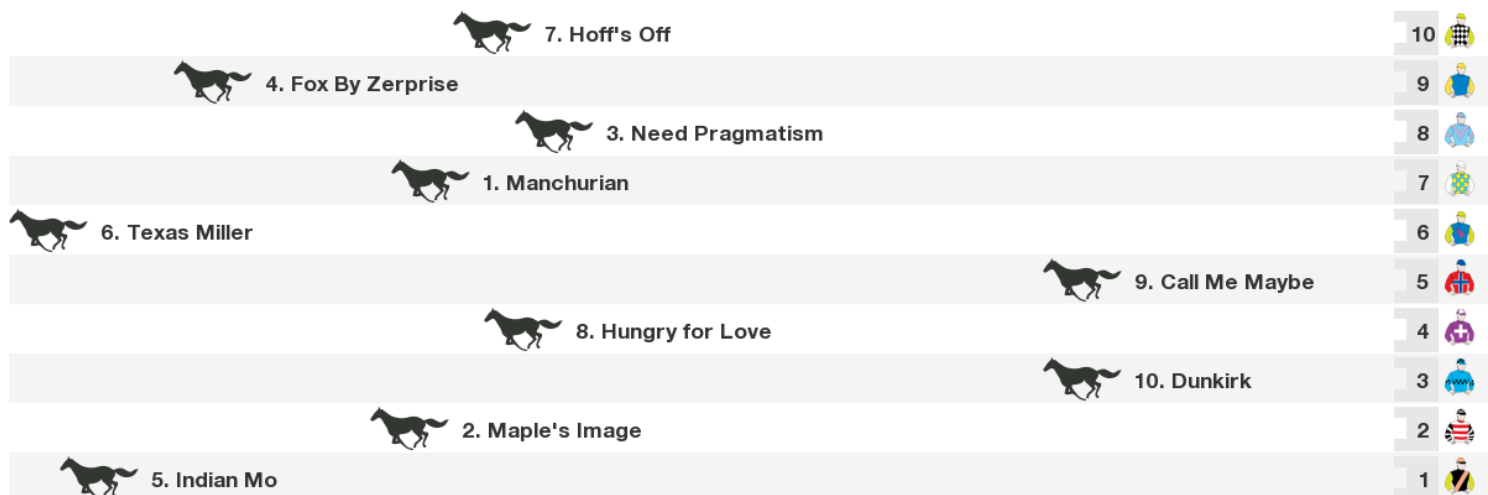 7. Hoff's Off 10
4. Fox By Zerprise 9
3. Need Pragmatism 8
1. Manchurian 7
6. Texas Miller 6
9. Call Me Maybe 5
8. Hungry for Love 4
10. Dunkirk 3
2. Maple's Image 2
5. Indian Mo 1